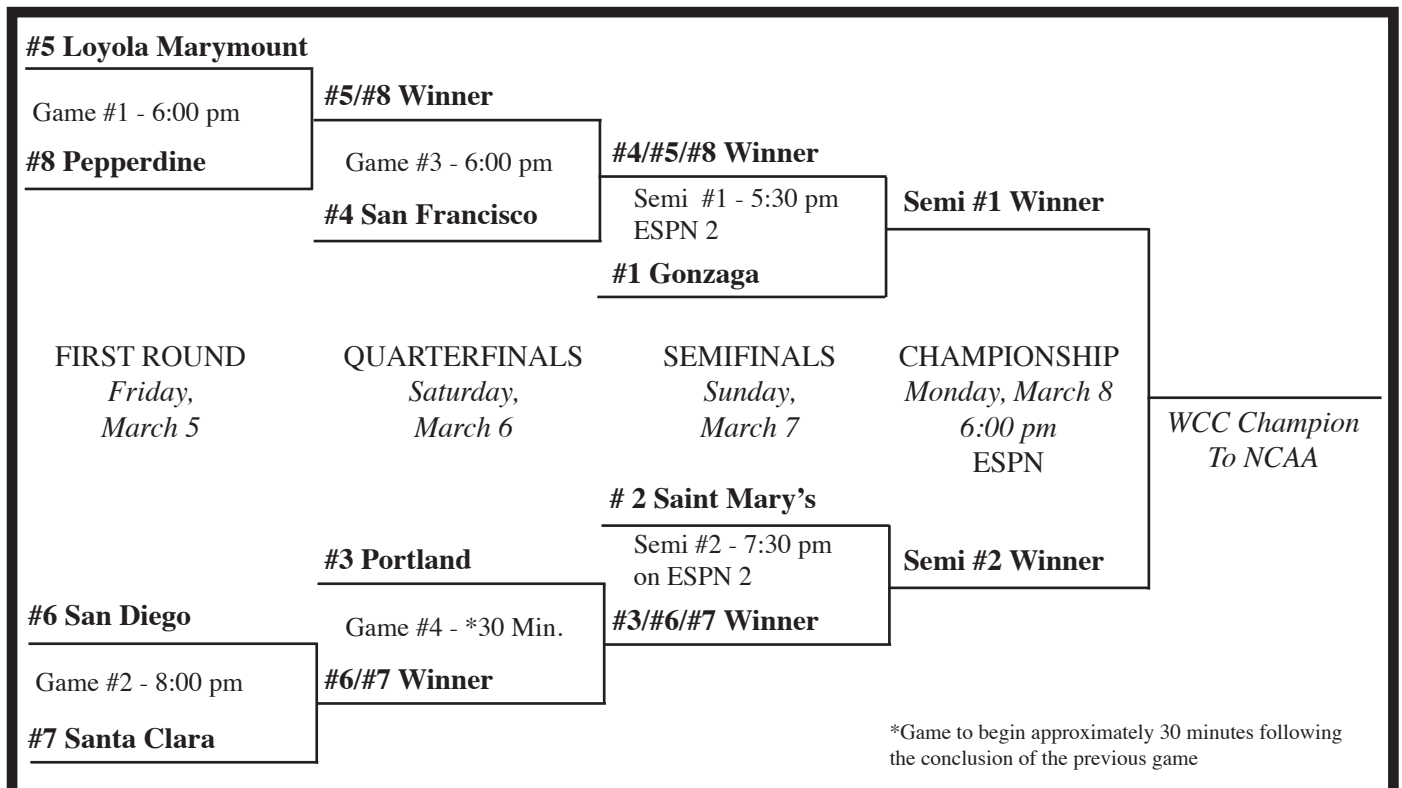 #5 Loyola Marymount
Game #1 - 6:00 pm
#8 Pepperdine
#5/#8 Winner
Game #3 - 6:00 pm
#4 San Francisco
#4/#5/#8 Winner
Semi #1 - 5:30 pm
ESPN 2
#1 Gonzaga
Semi #1 Winner
FIRST ROUND
Friday,
March 5
QUARTERFINALS
Saturday,
March 6
SEMIFINALS
Sunday,
March 7
CHAMPIONSHIP
Monday, March 8
6:00 pm
ESPN
WCC Champion
To NCAA
# 2 Saint Mary’s
Semi #2 - 7:30 pm
on ESPN 2
#3/#6/#7 Winner
Semi #2 Winner
#3 Portland
Game #4 - *30 Min.
#6/#7 Winner
#6 San Diego
Game #2 - 8:00 pm
#7 Santa Clara
*Game to begin approximately 30 minutes following
the conclusion of the previous game